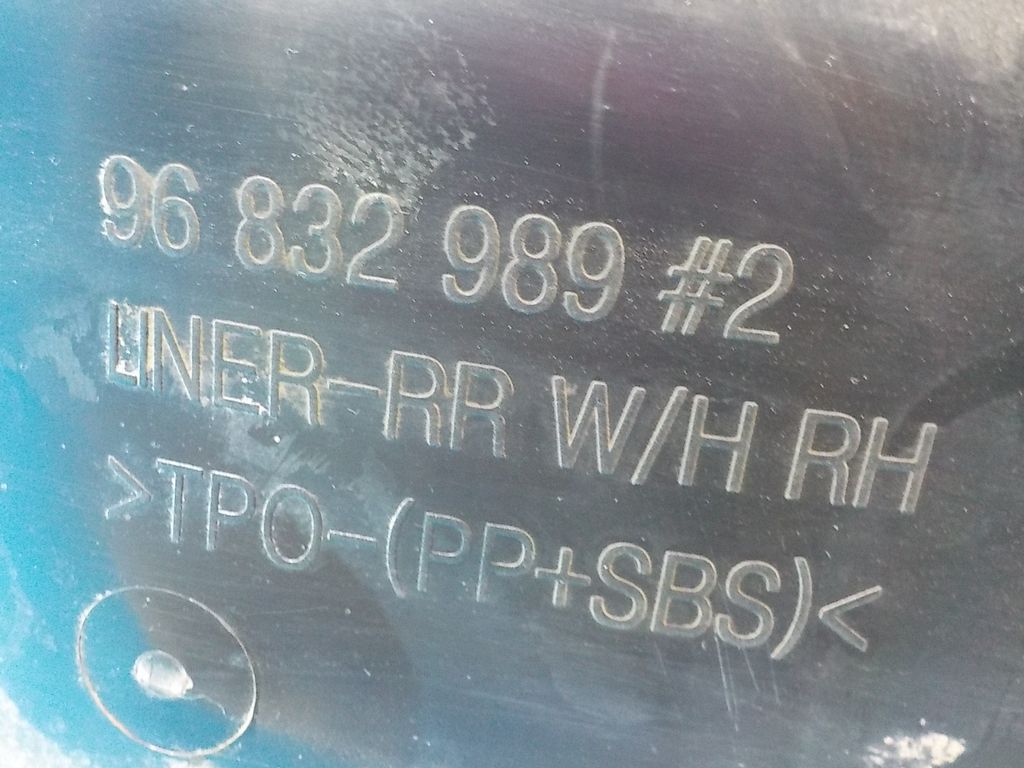 96 832 989 #2
LINER-RR W/H RH
>TPO-(PP+SBS)<